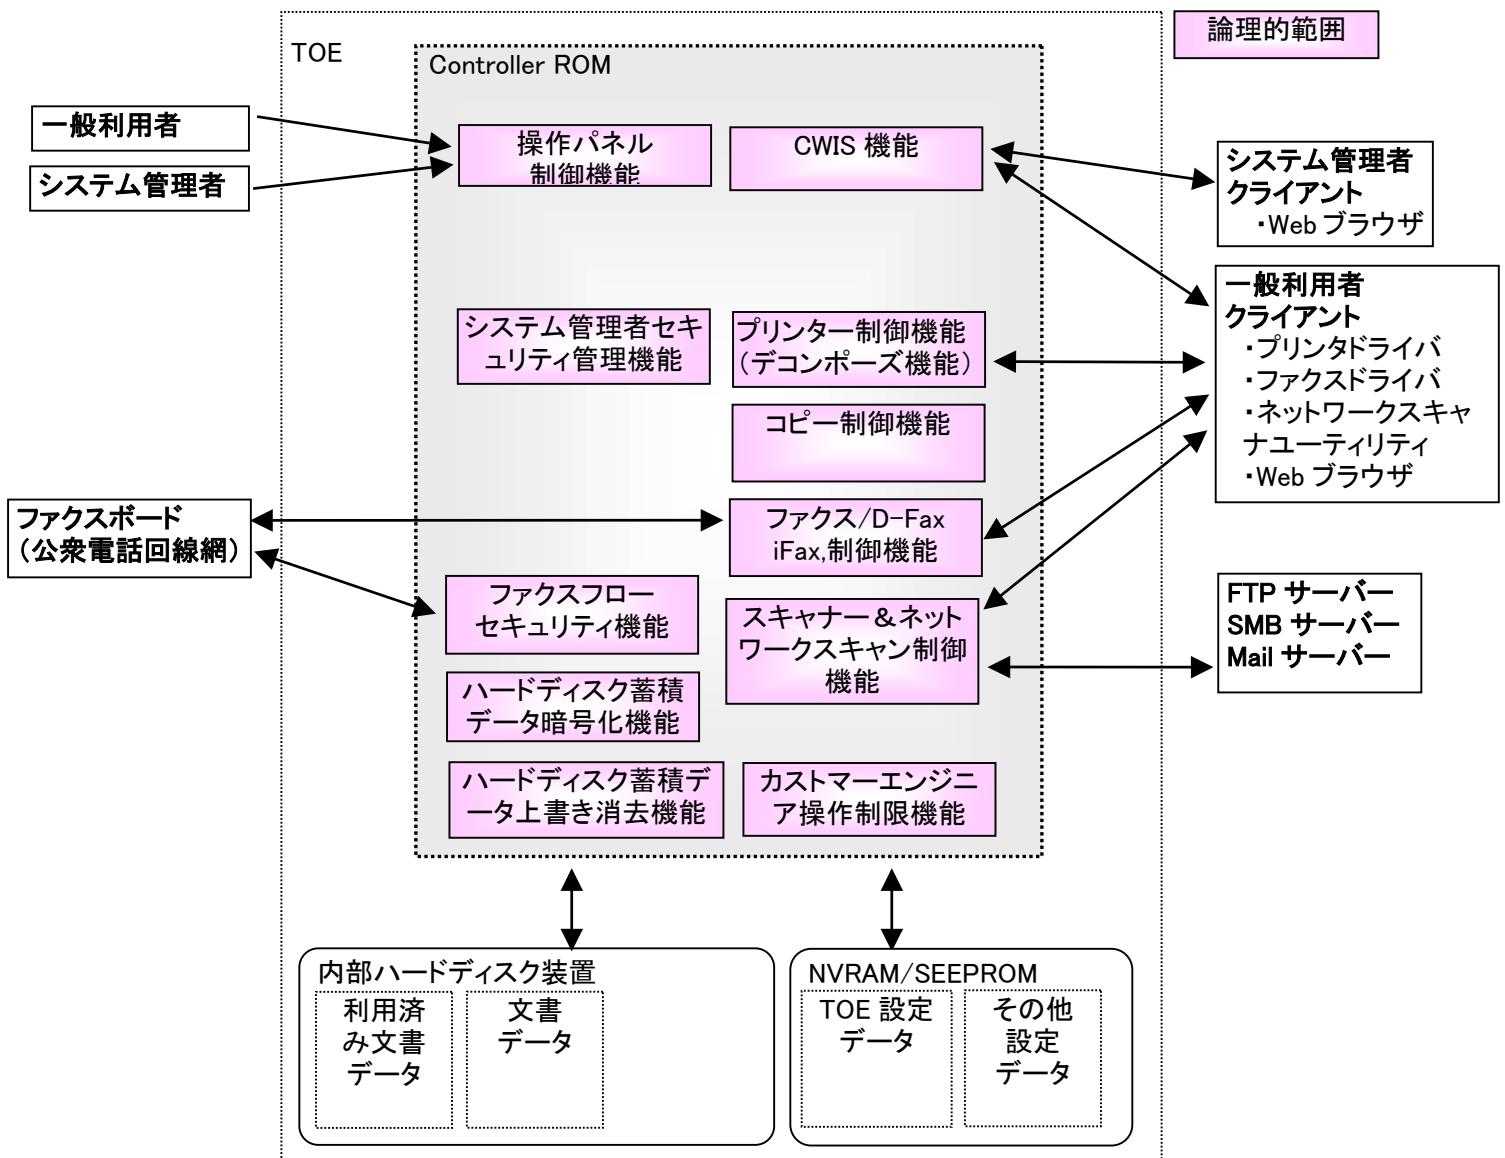 論理的範囲
TOE
Controller ROM
一般利用者
システム管理者
操作パネル
制御機能
CWIS 機能
システム管理者
クライアント
・Web ブラウザ
一般利用者
クライアント
・プリンタドライバ
・ファクスドライバ
・ネットワークスキャ
ナユーティリティ
・Web ブラウザ
システム管理者セキ
ュリティ管理機能
プリンター制御機能
（デコンポーズ機能）
コピー制御機能
ファクスボード
（公衆電話回線網）
ファクス/D-Fax
iFax,制御機能
ファクスフロー
セキュリティ機能
スキャナー＆ネット
ワークスキャン制御
機能
FTP サーバー
SMB サーバー
Mail サーバー
ハードディスク蓄積
データ暗号化機能
ハードディスク蓄積デ
ータ上書き消去機能
カストマーエンジニ
ア操作制限機能
内部ハードディスク装置
利用済
み文書
データ
文書
データ
NVRAM/SEEPROM
TOE 設定
データ
その他
設定
データ